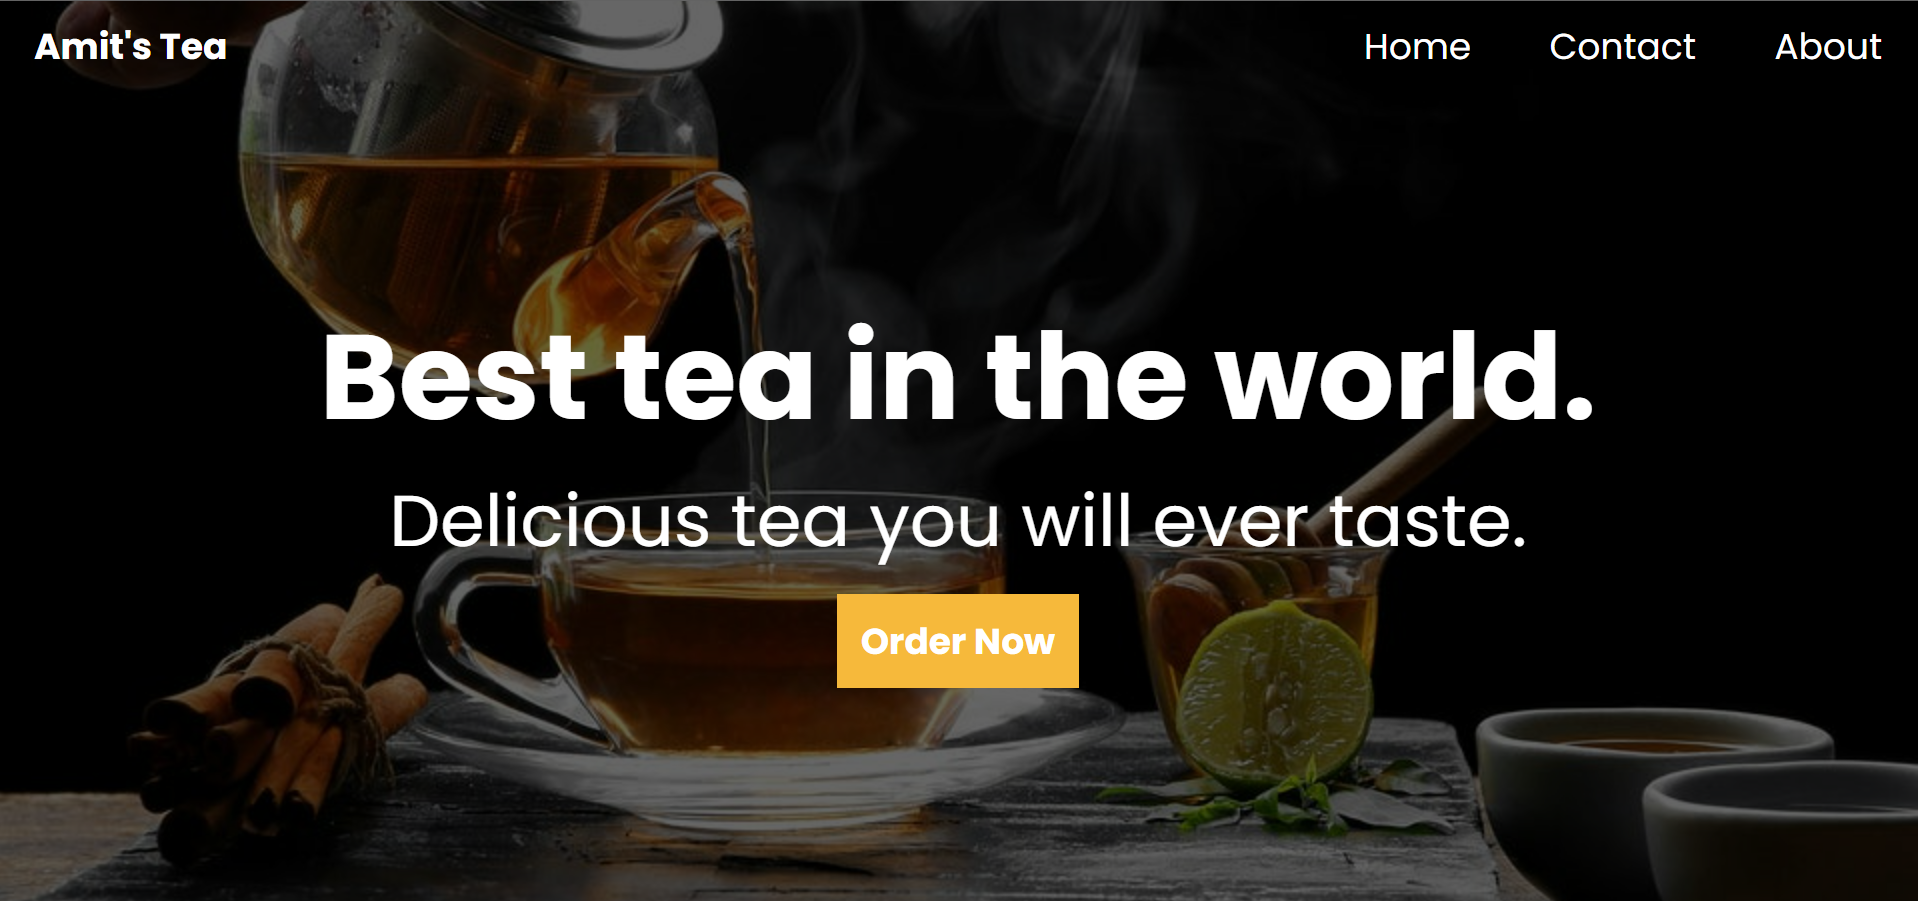 Amit's Tea
Home
Contact
About
Best tea in the world.
Delicious tea you will ever taste.
Order Now